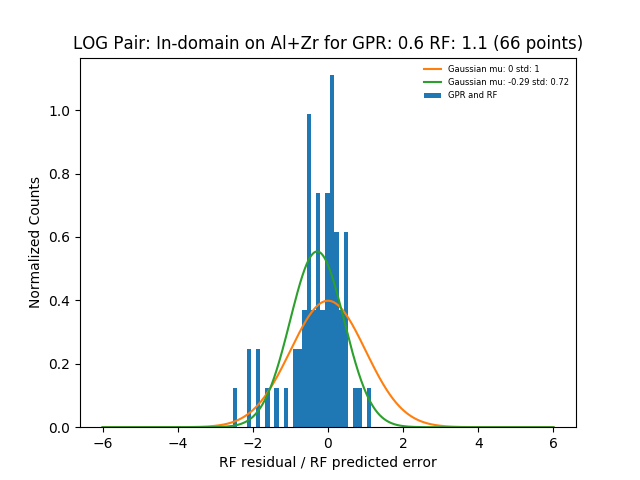 LOG Pair: In-domain on Al+Zr for GPR: 0.6 RF: 1.1 (66 points)
Gaussian mu: 0 std: 1
Gaussian mu: -0.29 std: 0.72
GPR and RF
Normalized Counts
1.0
0.8
0.6
0.4
0.2
0.0
−6 −4 −2 0 2 4 6
RF residual / RF predicted error